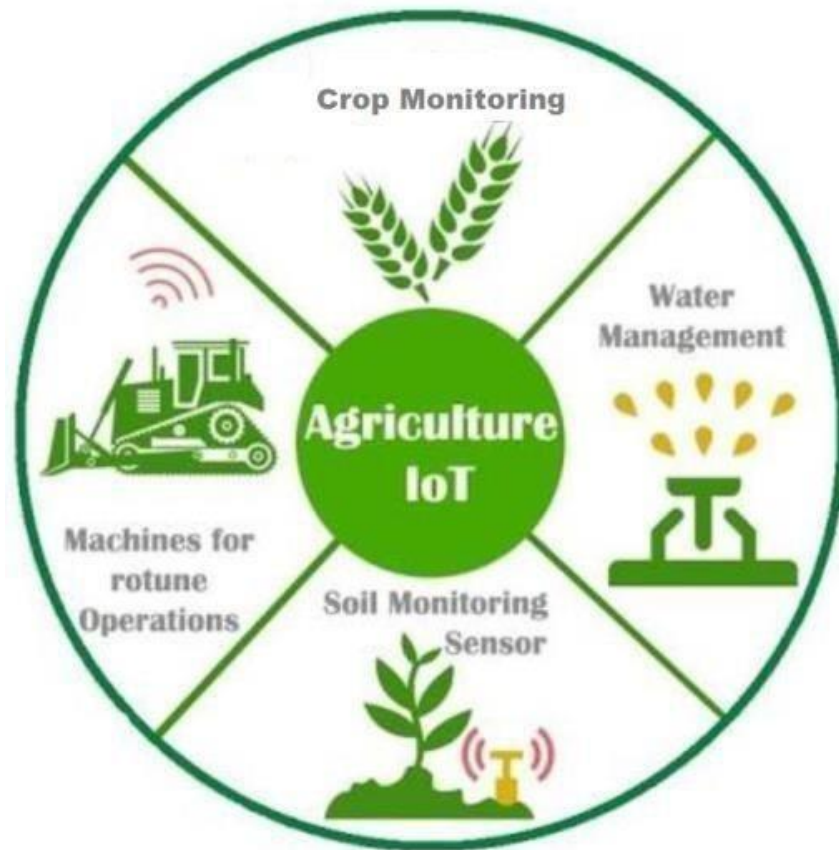 Crop Monitoring
Water
Management
Agriculture
IoT
Machines for
rotune
Operations
Soil Monitoring
Sensor